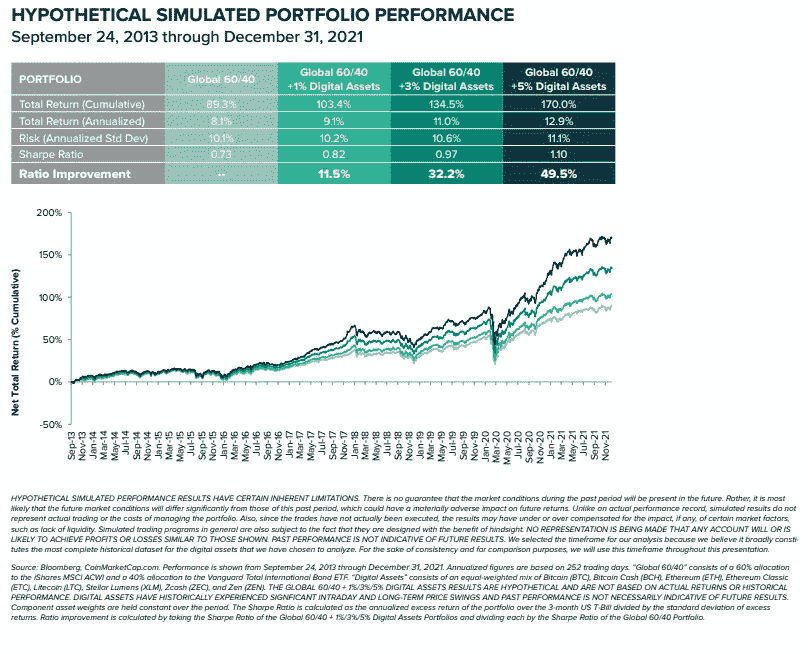 HYPOTHETICAL SIMULATED PORTFOLIO PERFORMANCE
September 24, 2013 through December 31, 2021
PORTFOLIO Global 60/40 Global 60/40 +1% Digital Assets Global 60/40 +3% Digital Assets Global 60/40 +5% Digital Assets
Total Return (Cumulative) 89.3% 103.4% 134.5% 170.0%
Total Return (Annualized) 8.1% 9.1% 11.0% 12.9%
Risk (Annualized Std Dev) 10.1% 10.2% 10.6% 11.1%
Sharpe Ratio 0.73 0.82 0.97 1.10
Ratio Improvement -- 11.5% 32.2% 49.5%
Net Total Return (% Cumulative)
200%
150%
100%
50%
0%
-50%
Sep-13 Nov-13 Jan-14 Mar-14 May-14 Jul-14 Sep-14 Nov-14 Jan-15 Mar-15 May-15 Jul-15 Sep-15 Nov-15 Jan-16 Mar-16 May-16 Jul-16 Sep-16 Nov-16 Jan-17 Mar-17 May-17 Jul-17 Sep-17 Nov-17 Jan-18 Mar-18 May-18 Jul-18 Sep-18 Nov-18 Jan-19 Mar-19 May-19 Jul-19 Sep-19 Nov-19 Jan-20 Mar-20 May-20 Jul-20 Sep-20 Nov-20 Jan-21 Mar-21 May-21 Jul-21 Sep-21 Nov-21
HYPOTHETICAL SIMULATED PERFORMANCE RESULTS HAVE CERTAIN INHERENT LIMITATIONS. There is no guarantee that the market conditions during the past period will be present in the future. Rather, it is most
likely that the future market conditions will differ significantly from those of this past period, which could have a materially adverse impact on future returns. Unlike an actual performance record, simulated results do not
represent actual trading or the costs of managing the portfolio. Also, since the trades have not actually been executed, the results may have under or over compensated for the impact, if any, of certain market factors,
such as lack of liquidity. Simulated trading programs in general are also subject to the fact that they are designed with the benefit of hindsight. NO REPRESENTATION IS BEING MADE THAT ANY ACCOUNT WILL OR IS
LIKELY TO ACHIEVE PROFITS OR LOSSES SIMILAR TO THOSE SHOWN. PAST PERFORMANCE IS NOT INDICATIVE OF FUTURE RESULTS. We selected the timeframe for our analysis because we believe it broadly consti-
tutes the most complete historical dataset for the digital assets that we have chosen to analyze. For the sake of consistency and for comparison purposes, we will use this timeframe throughout this presentation.
Source: Bloomberg, CoinMarketCap.com. Performance is shown from September 24, 2013 through December 31, 2021. Annualized figures are based on 252 trading days. "Global 60/40" consists of a 60% allocation
to the iShares MSCI ACWI and a 40% allocation to the Vanguard Total International Bond ETF. "Digital Assets" consists of an equal-weighted mix of Bitcoin (BTC), Bitcoin Cash (BCH), Ethereum (ETH), Ethereum Classic
(ETC), Litecoin (LTC), Stellar Lumens (XLM), Zcash (ZEC), and Zen (ZEN). THE GLOBAL 60/40 + 1%/3%/5% DIGITAL ASSETS RESULTS ARE HYPOTHETICAL AND ARE NOT BASED ON ACTUAL RETURNS OR HISTORICAL
PERFORMANCE. DIGITAL ASSETS HAVE HISTORICALLY EXPERIENCED SIGNFICANT INTRADAY AND LONG-TERM PRICE SWINGS AND PAST PERFORMANCE IS NOT NECESSARILY INDICATIVE OF FUTURE RESULTS.
Component asset weights are held constant over the period. The Sharpe Ratio is calculated as the annualized excess return of the portfolio over the 3-month US T-Bill divided by the standard deviation of excess
returns. Ratio improvement is calculated by taking the Sharpe Ratio of the Global 60/40 + 1%/3%/5% Digital Assets Portfolios and dividing each by the Sharpe Ratio of the Global 60/40 Portfolio.